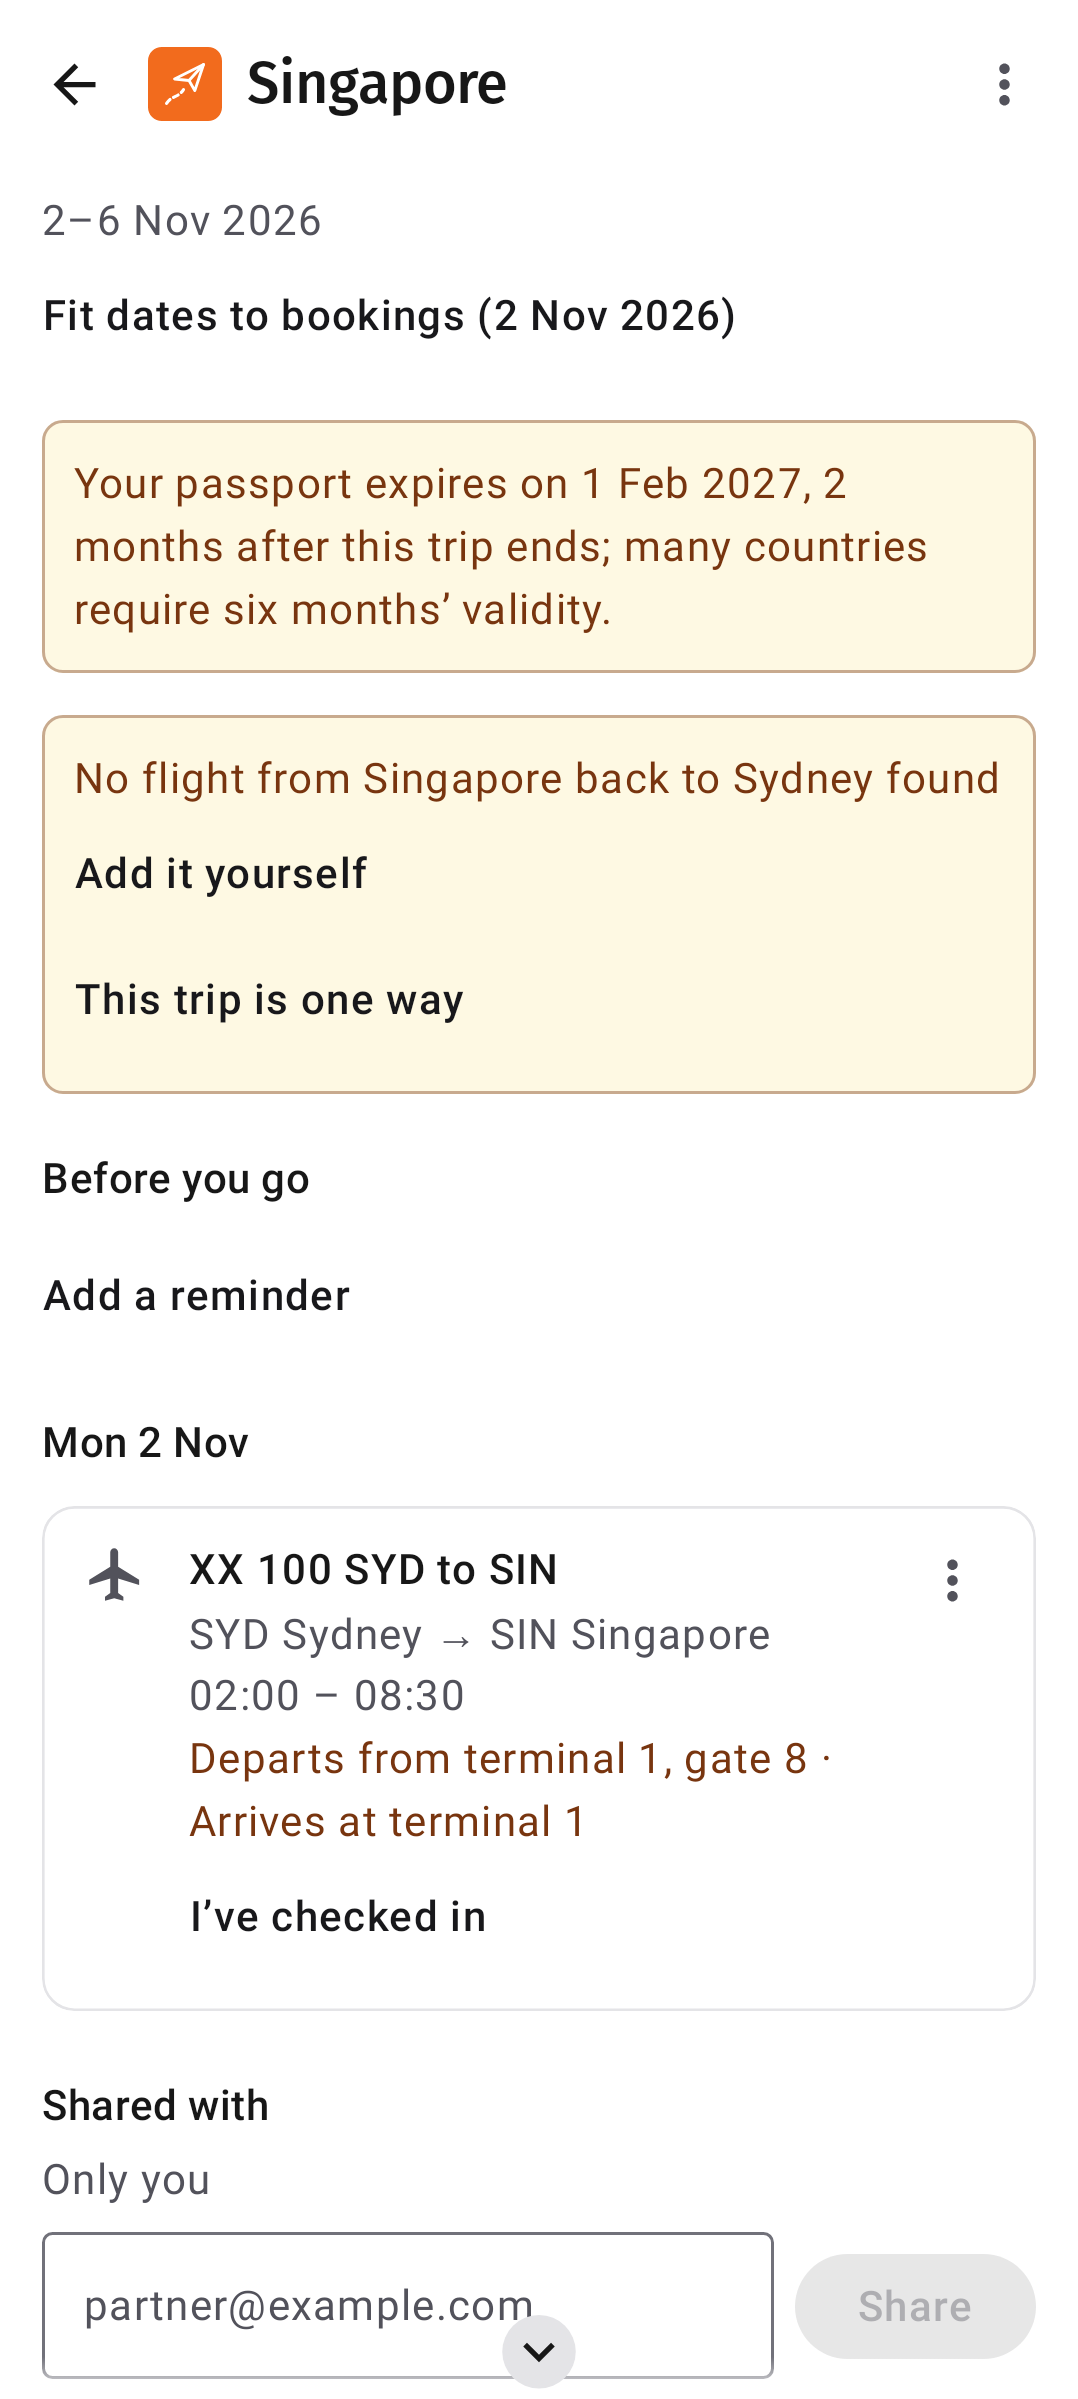 Singapore
2–6 Nov 2026
Fit dates to bookings (2 Nov 2026)
Your passport expires on 1 Feb 2027, 2
months after this trip ends; many countries
require six months’ validity.
No flight from Singapore back to Sydney found
Add it yourself
This trip is one way
Before you go
Add a reminder
Mon 2 Nov
XX 100 SYD to SIN
SYD Sydney → SIN Singapore
02:00 – 08:30
Departs from terminal 1, gate 8 ·
Arrives at terminal 1
I’ve checked in
Shared with
Only you
partner@example.com
Share